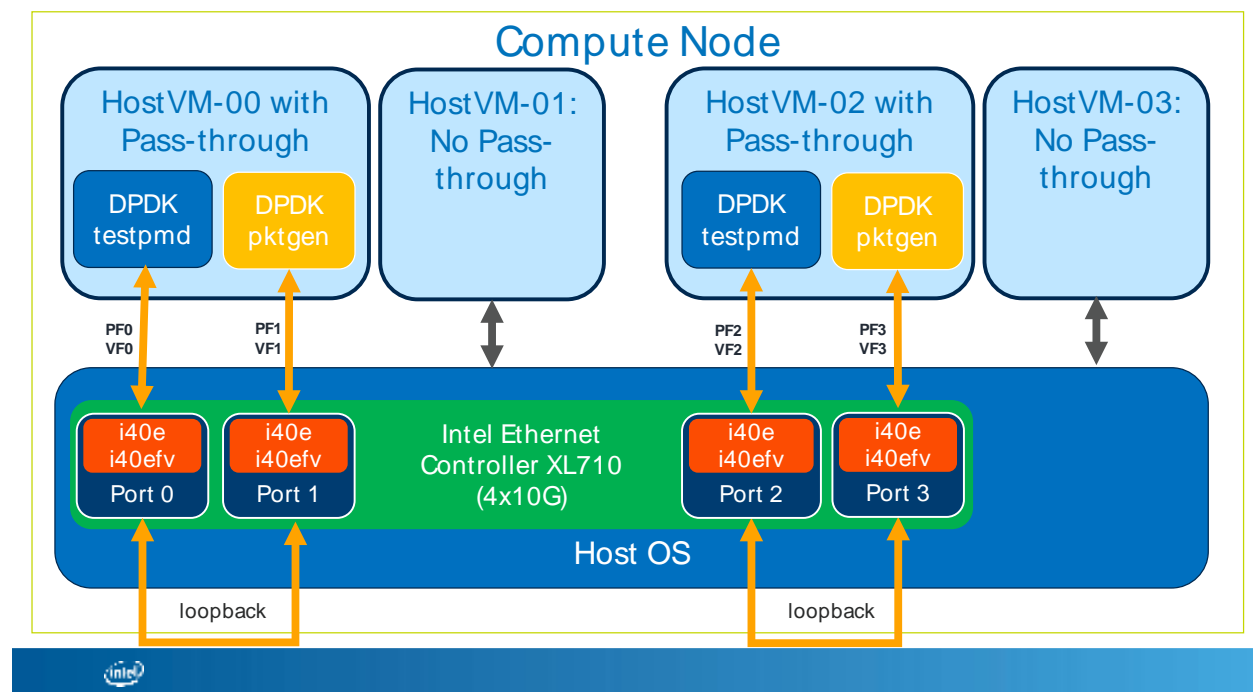 Compute Node
HostVM-00 with
Pass-through
DPDK
testpmd
DPDK
pktgen
HostVM-01:
No Pass-
through
HostVM-02 with
Pass-through
DPDK
testpmd
DPDK
pktgen
HostVM-03:
No Pass-
through
PF0
VF0
PF1
VF1
PF2
VF2
PF3
VF3
i40e
i40efv
Port 0
i40e
i40efv
Port 1
Intel Ethernet
Controller XL710
(4x10G)
i40e
i40efv
Port 2
i40e
i40efv
Port 3
Host OS
loopback
loopback
intel